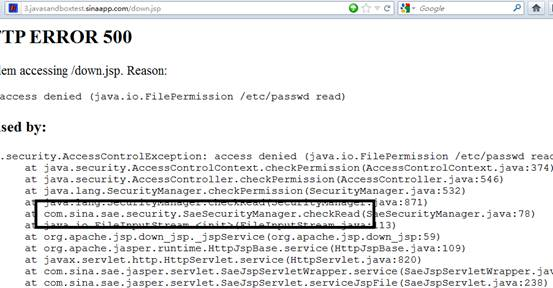 3.javasandboxtest.sinaapp.com/down.jsp
Google
TTP ERROR 500
lem accessing /down.jsp. Reason:
access denied (java.io.FilePermission /etc/passwd read)
sed by:
.security.AccessControlException: access denied (java.io.FilePermission /etc/passwd read
at java.security.AccessControlContext.checkPermission(AccessControlContext.java:374)
at java.security.AccessController.checkPermission(AccessController.java:546)
at java.lang.SecurityManager.checkPermission(SecurityManager.java:532)
at java.lang.SecurityManager.checkRead(SecurityManager.java:871)
at com.sina.sae.security.SaeSecurityManager.checkRead(SaeSecurityManager.java:78)
at java.io.FileInputStream.<init>(FileInputStream.java:113)
at org.apache.jsp.down_jsp._jspService(org.apache.jsp.down_jsp:59)
at org.apache.jasper.runtime.HttpJspBase.service(HttpJspBase.java:109)
at javax.servlet.http.HttpServlet.service(HttpServlet.java:820)
at com.sina.sae.jasper.servlet.SaeJspServletWrapper.service(SaeJspServletWrapper.jav
at com.sina.sae.jasper.servlet.SaeJspServlet.serviceJspFile(SaeJspServlet.java:238)